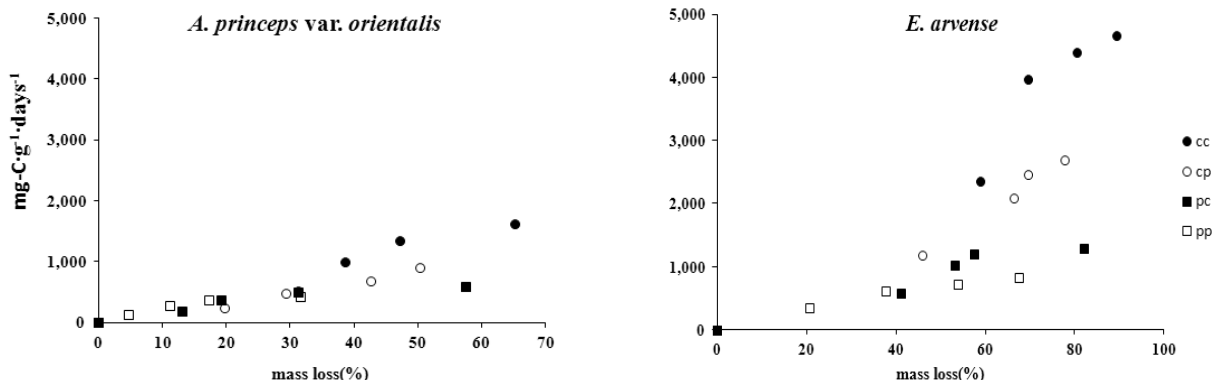 A. princeps var. orientalis
5,000
4,000
3,000
2,000
1,000
0
mg-C·g-1·days-1
0 10 20 30 40 50 60 70
mass loss(%)
E. arvense
5,000
4,000
3,000
2,000
1,000
0
0 20 40 60 80 100
mass loss(%)
cc
cp
pc
pp